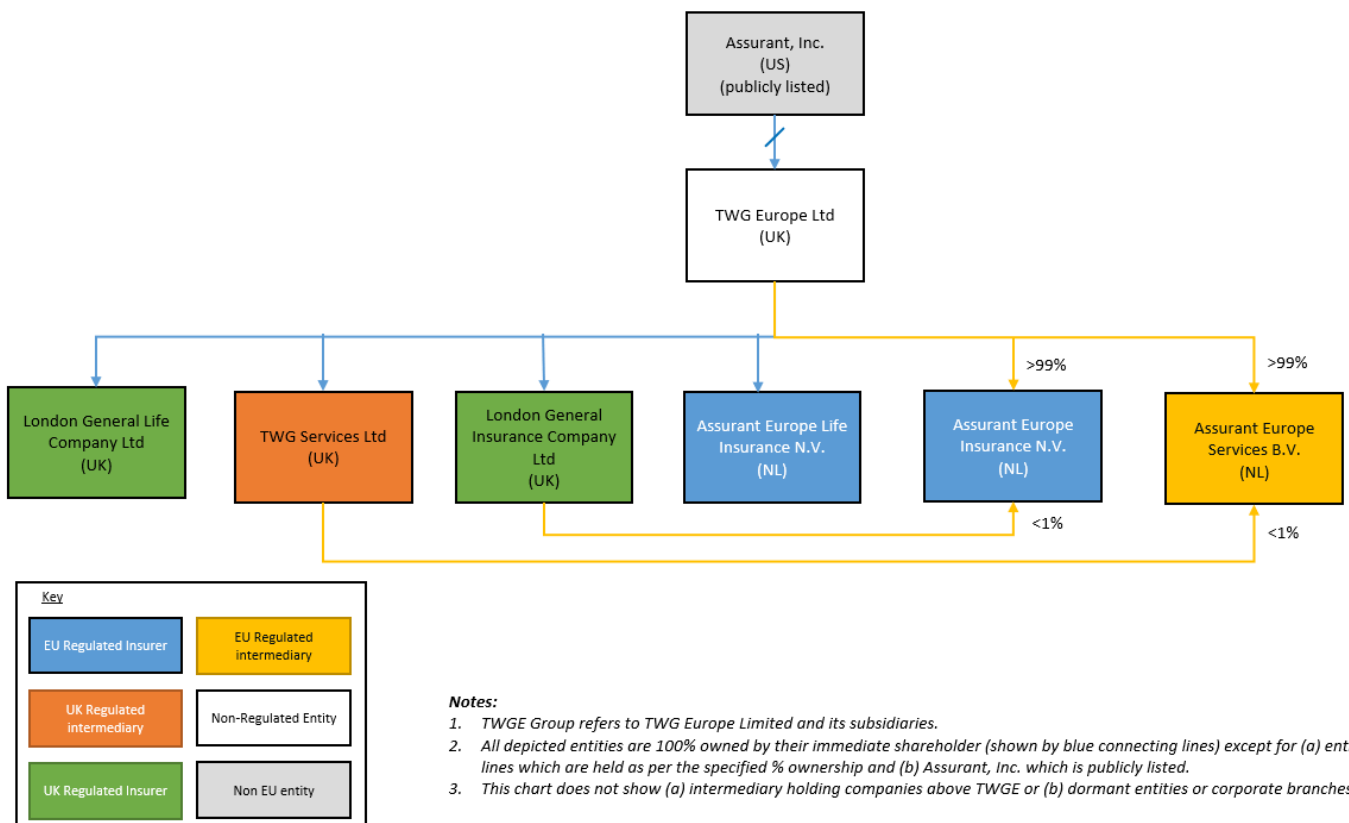 Assurant, Inc.
(US)
(publicly listed)
TWG Europe Ltd
(UK)
>99%
>99%
London General Life
Company Ltd
(UK)
TWG Services Ltd
(UK)
London General
Insurance Company
Ltd
(UK)
Assurant Europe Life
Insurance N.V.
(NL)
Assurant Europe
Insurance N.V.
(NL)
Assurant Europe
Services B.V.
(NL)
<1%
<1%
Key
EU Regulated Insurer
EU Regulated
intermediary
UK Regulated
intermediary
Non-Regulated Entity
UK Regulated Insurer
Non EU entity
Notes:
1. TWGE Group refers to TWG Europe Limited and its subsidiaries.
2. All depicted entities are 100% owned by their immediate shareholder (shown by blue connecting lines) except for (a)
lines which are held as per the specified % ownership and (b) Assurant, Inc. which is publicly listed.
3. This chart does not show (a) intermediary holding companies above TWGE or (b) dormant entities or corporate branches